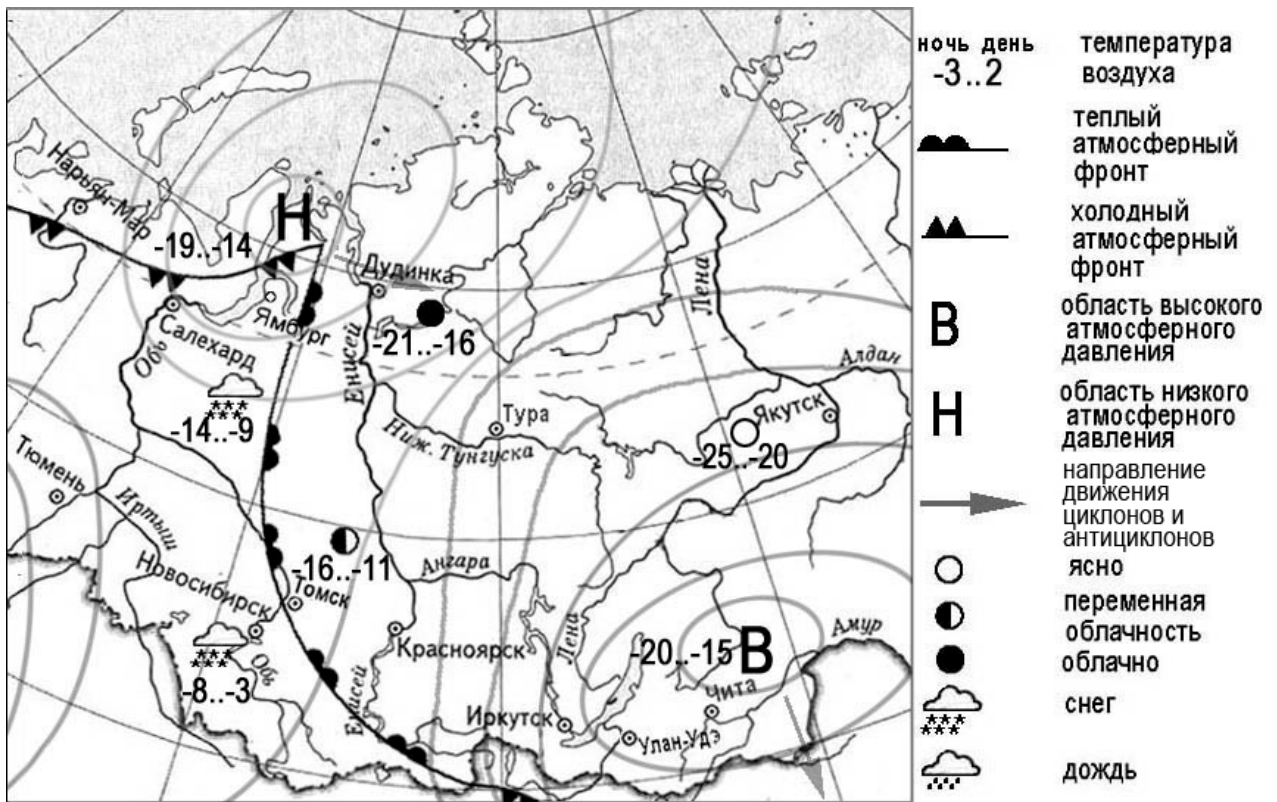 Нарьян-Мар
Н
-19..-14
Дудинка
Ямбург
Салехард
Обь
Енисей
-21..-16
Лена
Алдан
-14..-9
Тура
Ниж. Тунгуска
Якутск
-25..-20
Тюмень
Иртыш
-16..-11
Ангара
Новосибирск
Томск
Красноярск
Лена
-20..-15
В
Амур
Обь
-8..-3
Енисей
Иркутск
Чита
Улан-Удэ
ночь день
-3..2
температура
воздуха
теплый
атмосферный
фронт
холодный
атмосферный
фронт
В
область высокого
атмосферного
давления
Н
область низкого
атмосферного
давления
направление
движения
циклонов и
антициклонов
ясно
переменная
облачность
облачно
снег
дождь